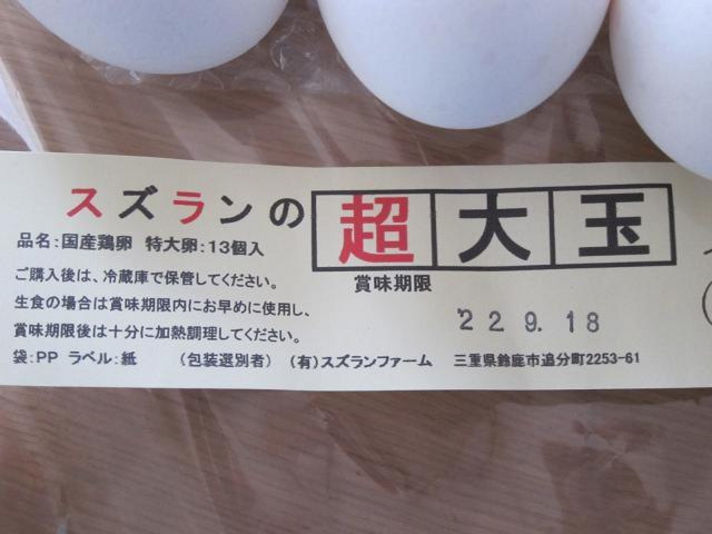 スズランの 超大玉
品名:国産鶏卵 特大卵:13個入
ご購入後は、冷蔵庫で保管してください。
賞味期限
生食の場合は賞味期限内にお早めに使用し、
'22 9.18
賞味期限後は十分に加熱調理してください。
袋:PP ラベル:紙 (包装選別者) (有)スズランファーム 三重県鈴鹿市追分町2253-61